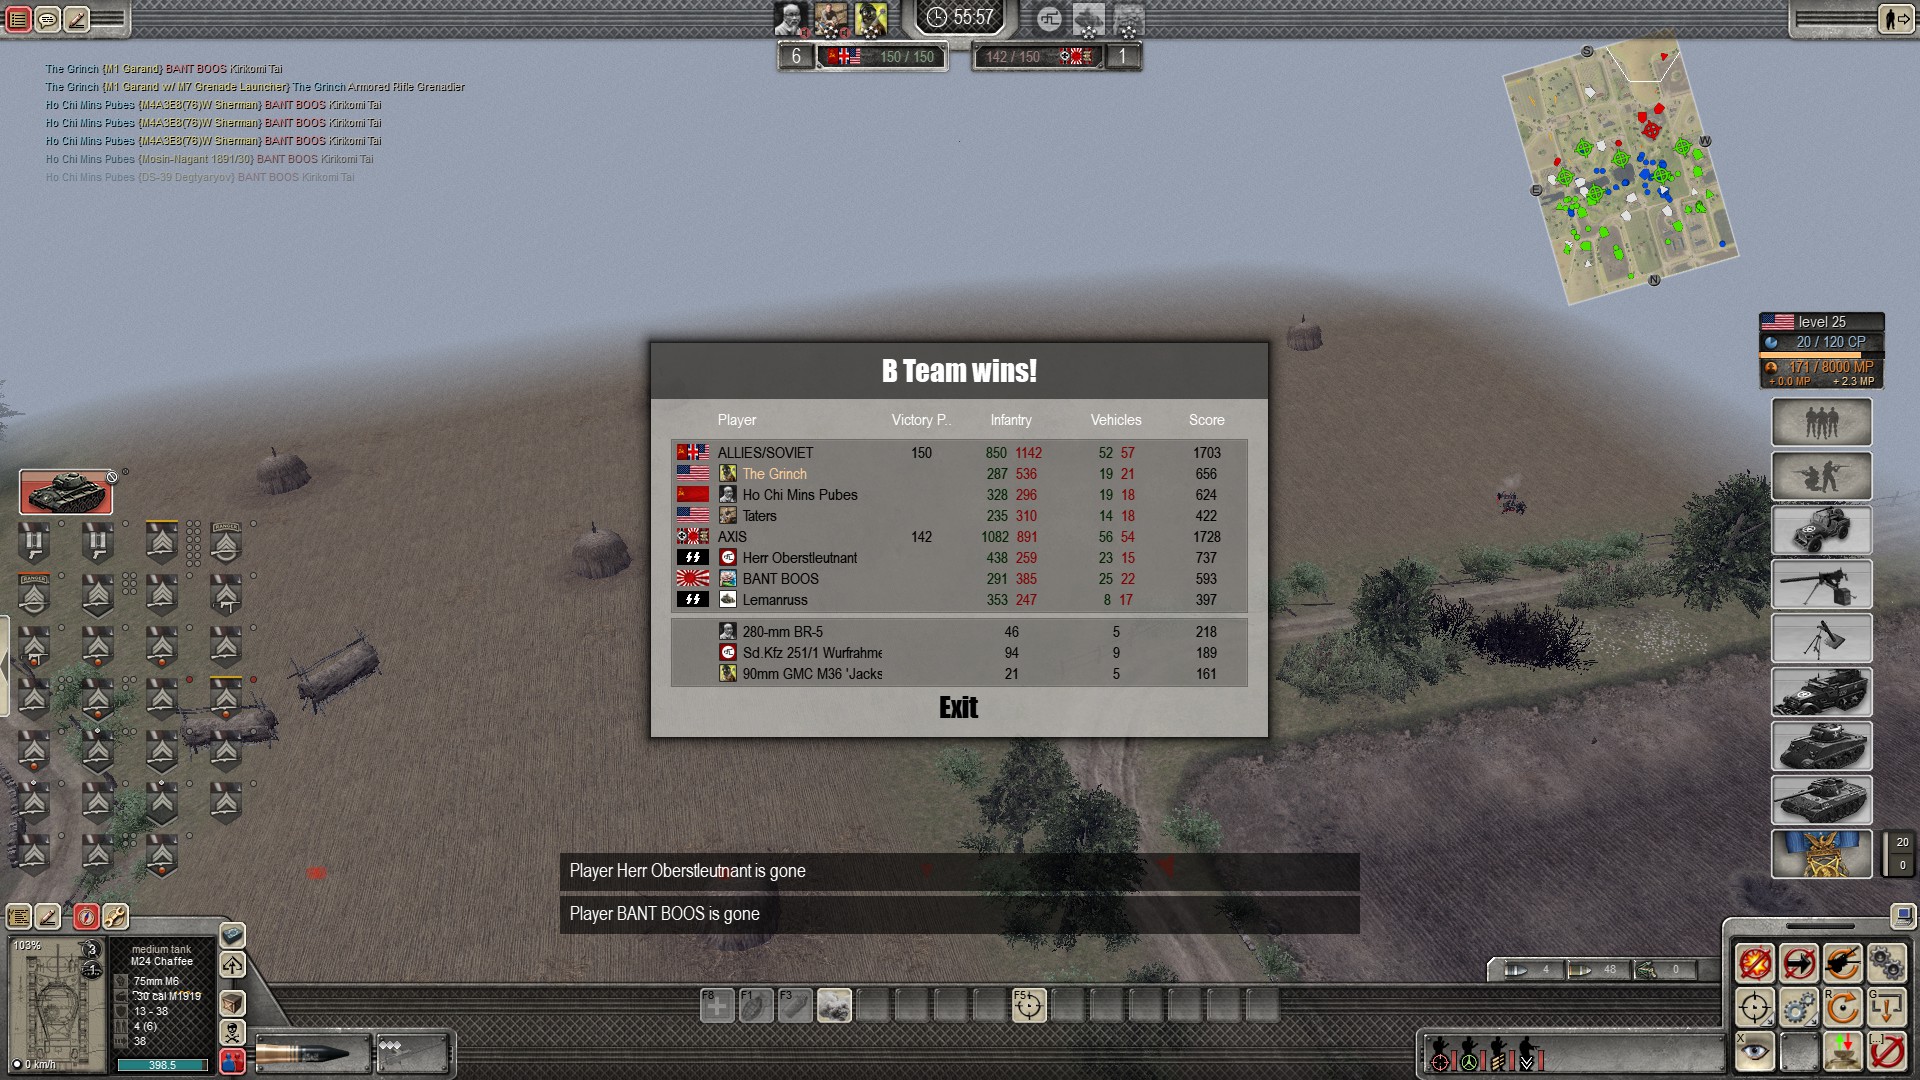 55:57
6 150 / 150 142 / 150 1
The Grinch {M1 Garand} BANT BOOS Kirikomi Tai
The Grinch {M1 Garand w/ M7 Grenade Launcher} The Grinch Armored Rifle Grenadier
Ho Chi Mins Pubes {M4A3E8(76)W Sherman} BANT BOOS Kirikomi Tai
Ho Chi Mins Pubes {M4A3E8(76)W Sherman} BANT BOOS Kirikomi Tai
Ho Chi Mins Pubes {M4A3E8(76)W Sherman} BANT BOOS Kirikomi Tai
Ho Chi Mins Pubes {Mosin-Nagant 1891/30} BANT BOOS Kirikomi Tai
Ho Chi Mins Pubes {DS-39 Degtyaryov} BANT BOOS Kirikomi Tai
S
W
E
N
level 25
20 / 120 CP
171 / 8000 MP
+ 0.0 MP + 2.3 MP
B Team wins!
Player Victory P.. Infantry Vehicles Score
ALLIES/SOVIET 150 850 1142 52 57 1703
The Grinch 287 536 19 21 656
Ho Chi Mins Pubes 328 296 19 18 624
Taters 235 310 14 18 422
AXIS 142 1082 891 56 54 1728
Herr Oberstleutnant 438 259 23 15 737
BANT BOOS 291 385 25 22 593
Lemanruss 353 247 8 17 397
280-mm BR-5 46 5 218
Sd.Kfz 251/1 Wurfrahme 94 9 189
90mm GMC M36 'Jacks 21 5 161
Exit
RANGER
RANGER
20
0
Player Herr Oberstleutnant is gone
Player BANT BOOS is gone
103%
3
1
medium tank
M24 Chaffee
75mm M6
.30 cal M1919
13 - 38
4 (6)
38
0 km/h
398.5
F8 F1 F3 F5
4 48 0
R G
X [...]